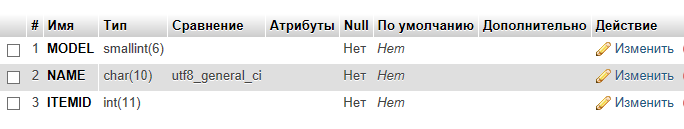 # Имя Тип Сравнение Атрибуты Null По умолчанию Дополнительно Действие
1 MODEL smallint(6) Нет Нет Изменить
2 NAME char(10) utf8_general_ci Нет Нет Изменить
3 ITEMID int(11) Нет Нет Изменить